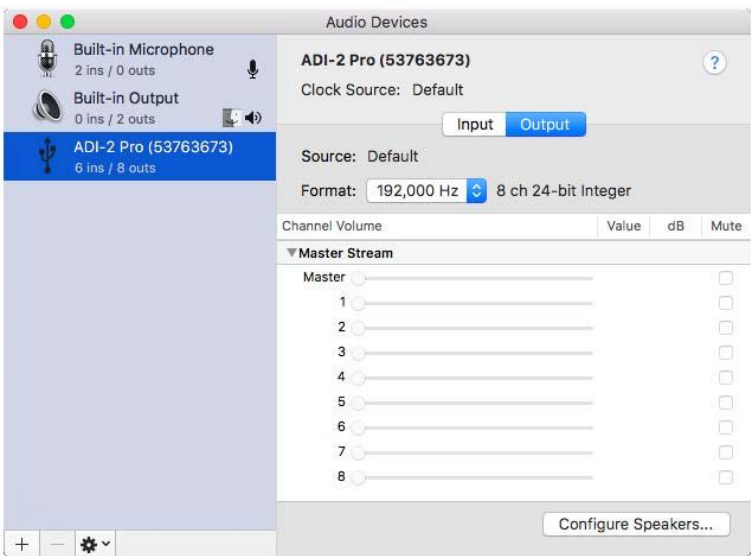 Audio Devices
Built-in Microphone
2 ins / 0 outs
Built-in Output
0 ins / 2 outs
ADI-2 Pro (53763673)
6 ins / 8 outs
+ −
ADI-2 Pro (53763673)
?
Clock Source: Default
Input Output
Source: Default
Format: 192,000 Hz 8 ch 24-bit Integer
Channel Volume Value dB Mute
▼Master Stream
Master
1
2
3
4
5
6
7
8
Configure Speakers...